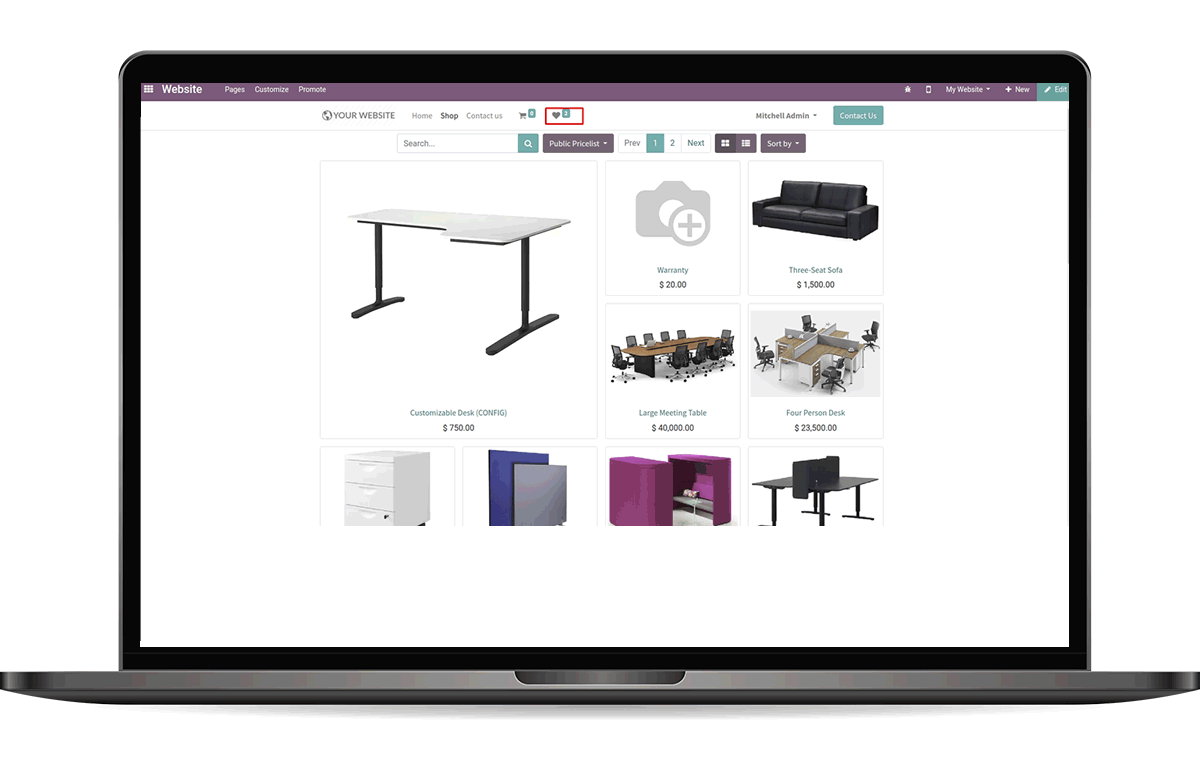 Website Pages Customize Promote My Website New Edit
YOUR WEBSITE Home Shop Contact us Mitchell Admin Contact Us
Search... Public Pricelist Prev 1 2 Next Sort by
Warranty
$ 20.00
Three-Seat Sofa
$ 1,500.00
Customizable Desk (CONFIG)
$ 750.00
Large Meeting Table
$ 40,000.00
Four Person Desk
$ 23,500.00